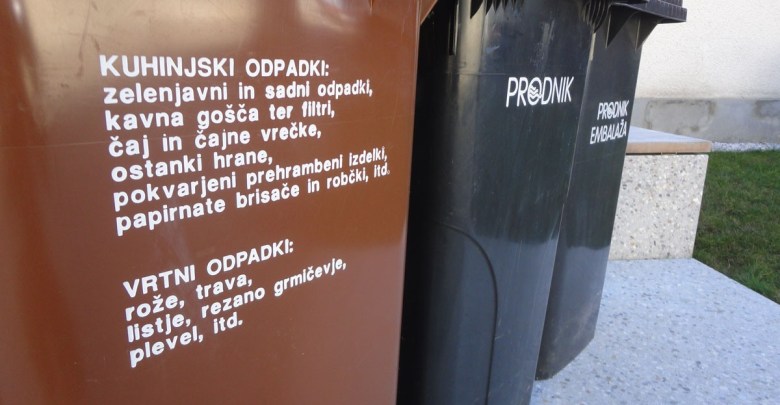 KUHINJSKI ODPADKI:
zelenjavni in sadni odpadki,
kavna gošča ter filtri,
čaj in čajne vrečke,
ostanki hrane,
pokvarjeni prehrambeni izdelki,
papirnate brisače in robčki, itd.
VRTNI ODPADKI:
rože, trava,
listje, rezano grmičevje,
plevel, itd.
PRODNIK
PRODNIK
EMBALAŽA